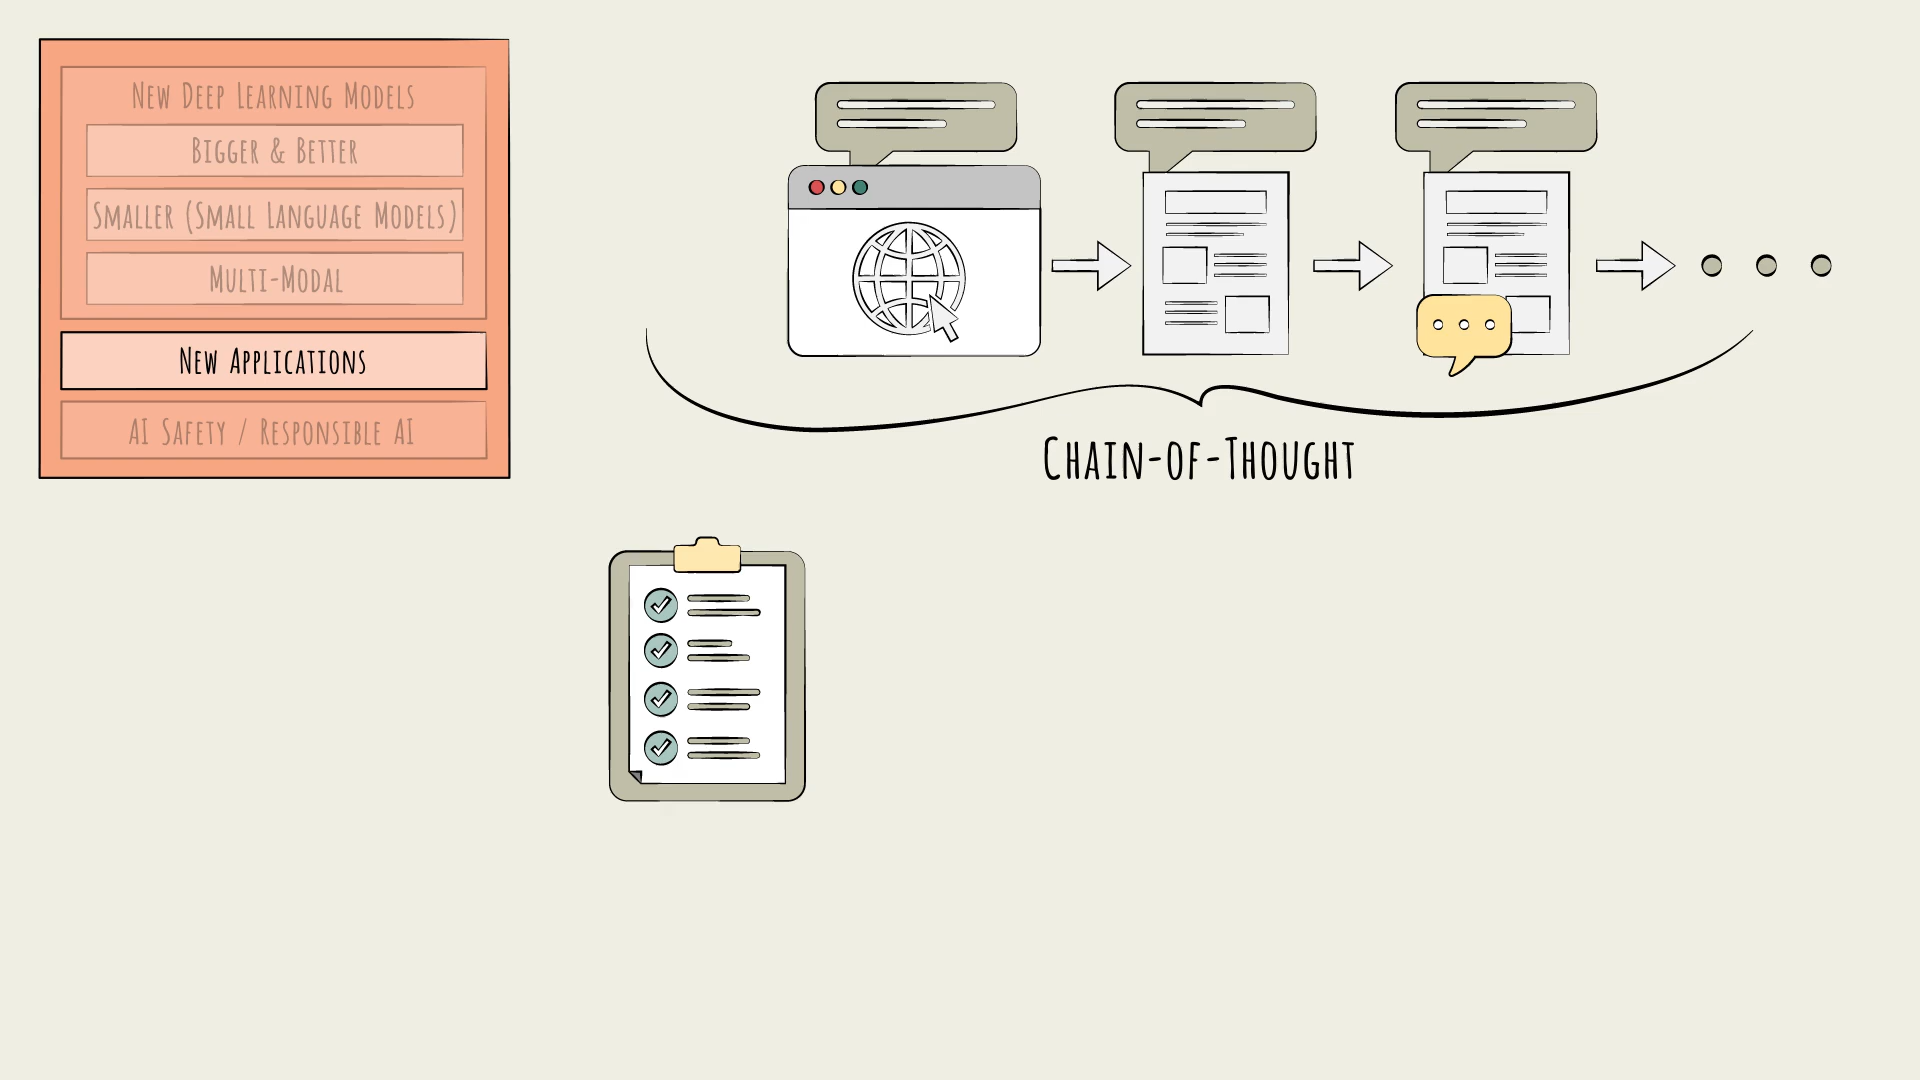 New Deep Learning Models
Bigger & Better
Smaller (Small Language Models)
Multi-Modal
New Applications
AI Safety / Responsible AI
Chain-of-Thought